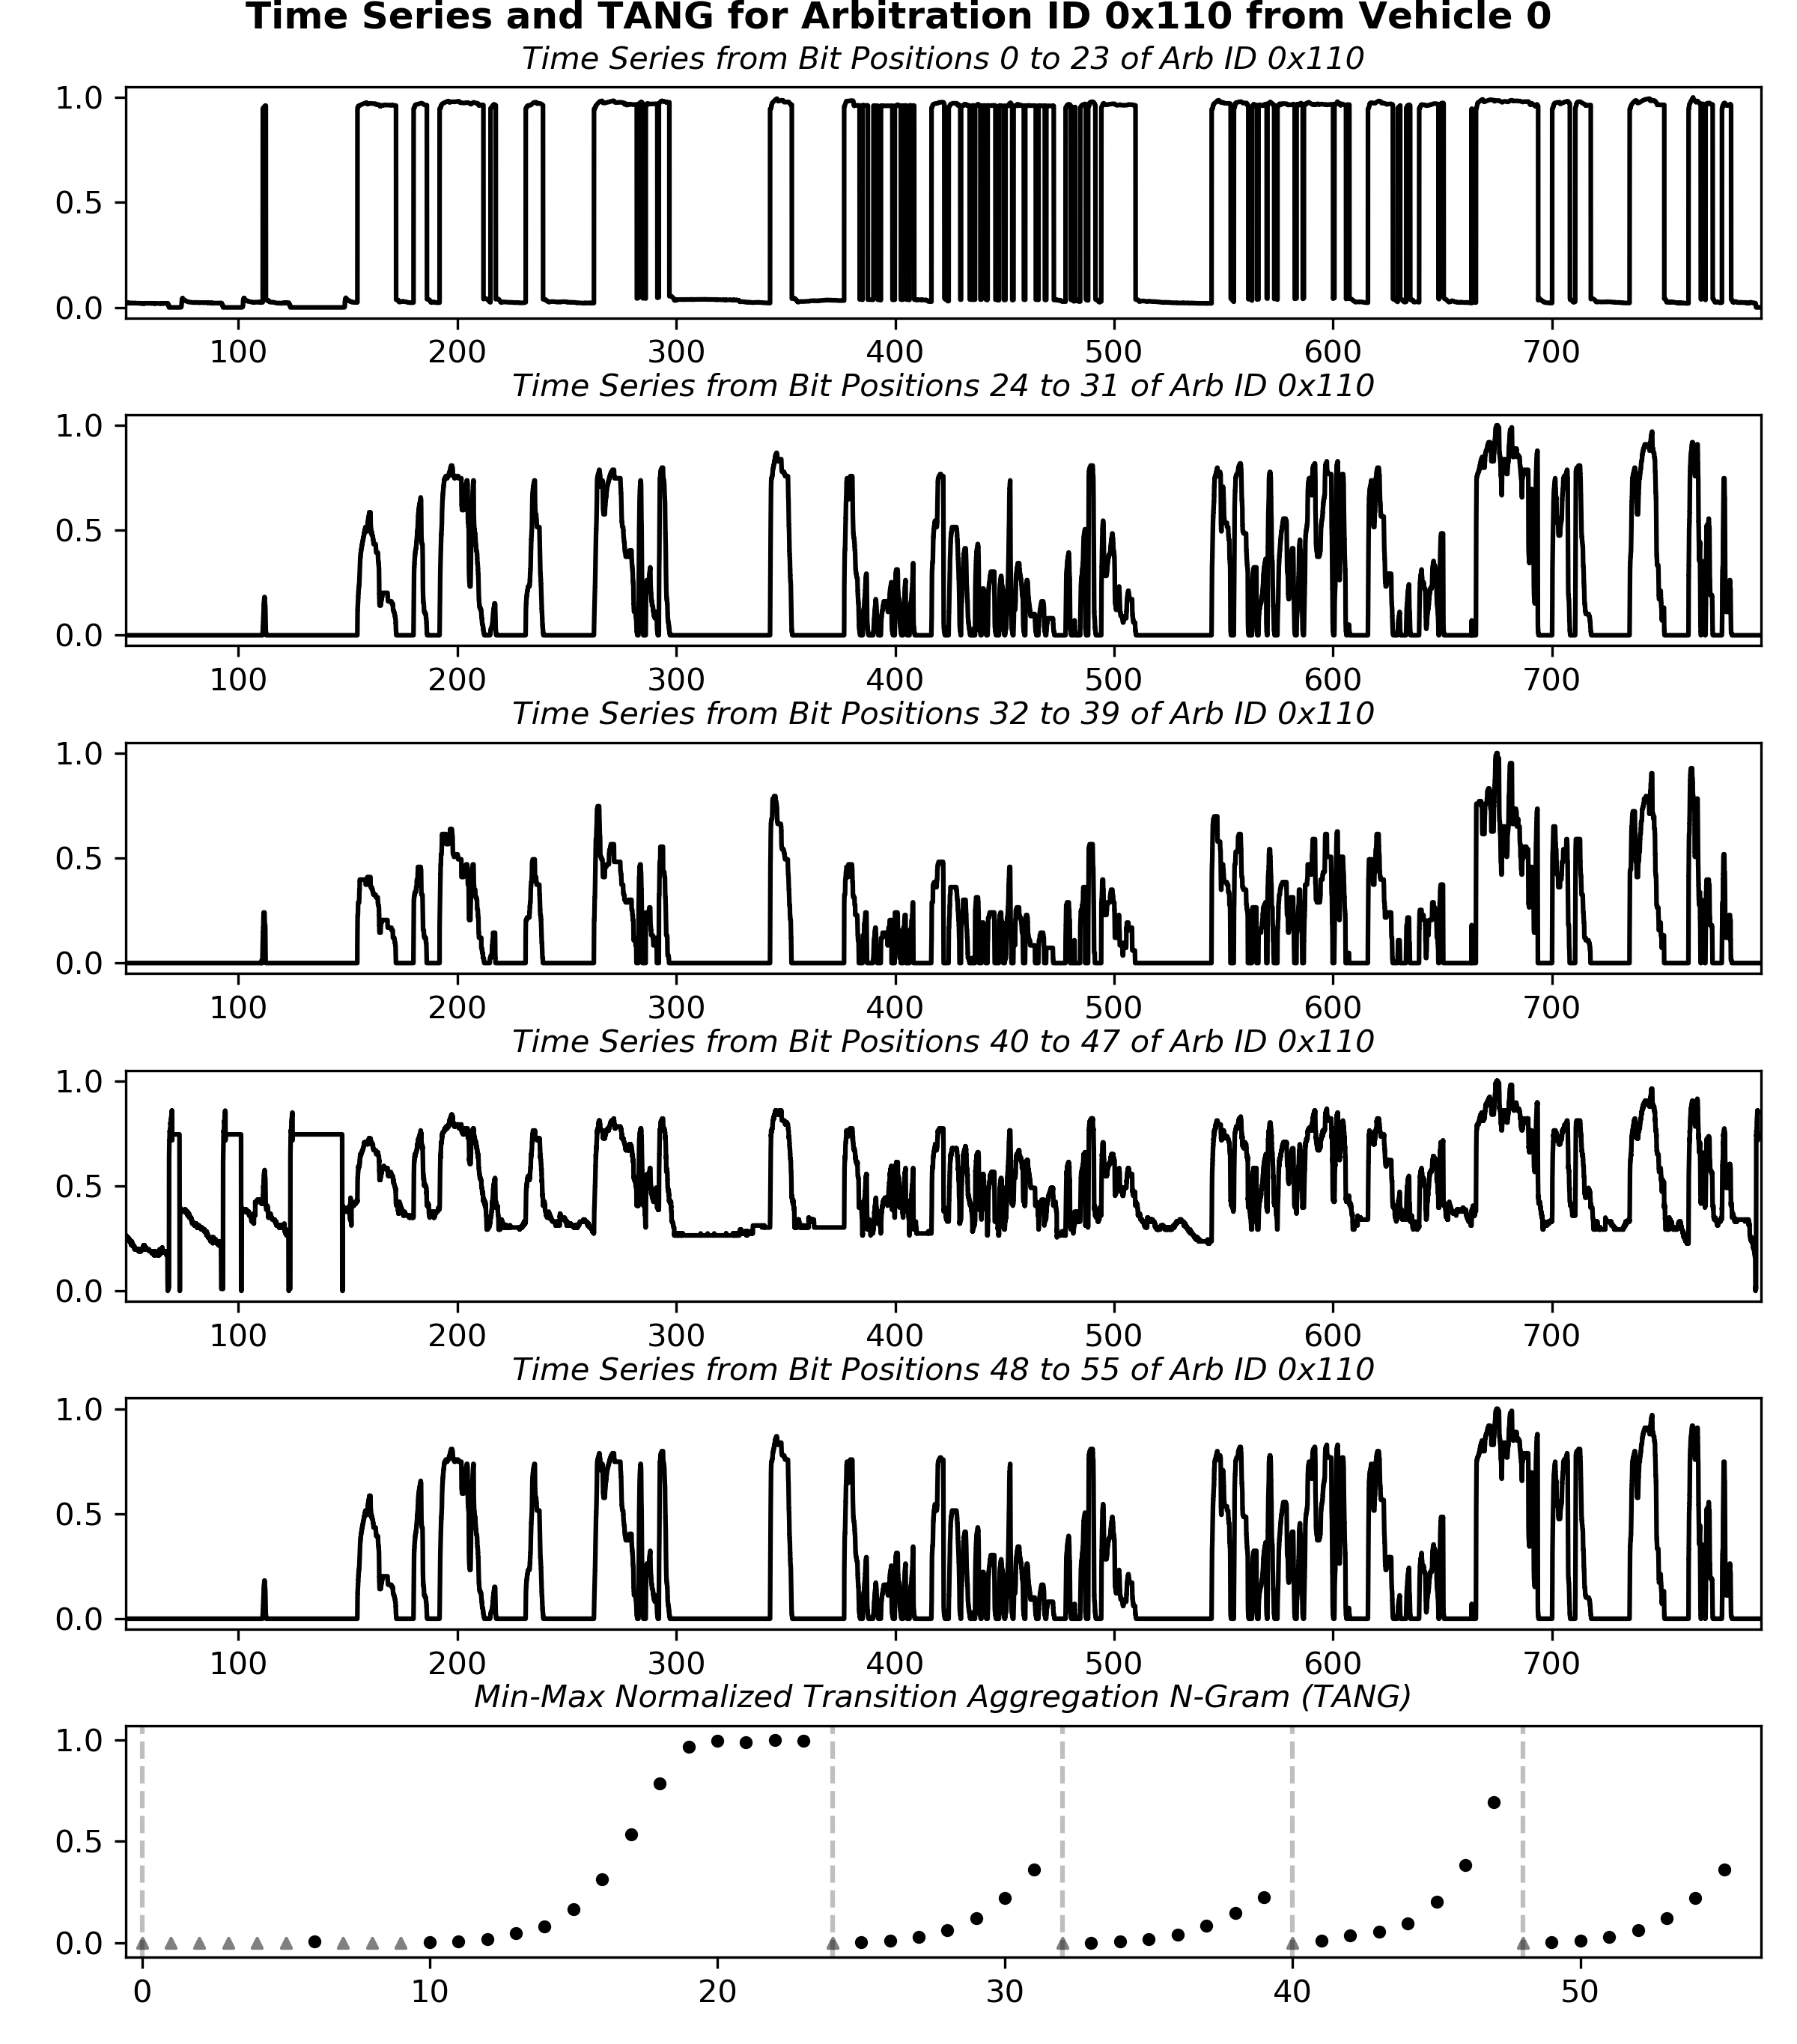 Time Series and TANG for Arbitration ID 0x110 from Vehicle 0
Time Series from Bit Positions 0 to 23 of Arb ID 0x110
1.0
0.5
0.0
100 200 300 400 500 600 700
Time Series from Bit Positions 24 to 31 of Arb ID 0x110
1.0
0.5
0.0
100 200 300 400 500 600 700
Time Series from Bit Positions 32 to 39 of Arb ID 0x110
1.0
0.5
0.0
100 200 300 400 500 600 700
Time Series from Bit Positions 40 to 47 of Arb ID 0x110
1.0
0.5
0.0
100 200 300 400 500 600 700
Time Series from Bit Positions 48 to 55 of Arb ID 0x110
1.0
0.5
0.0
100 200 300 400 500 600 700
Min-Max Normalized Transition Aggregation N-Gram (TANG)
1.0
0.5
0.0
0 10 20 30 40 50